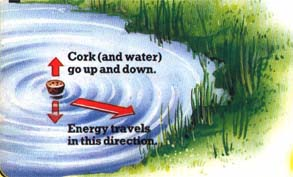 Cork (and water)
go up and down.
Energy travels
in this direction.